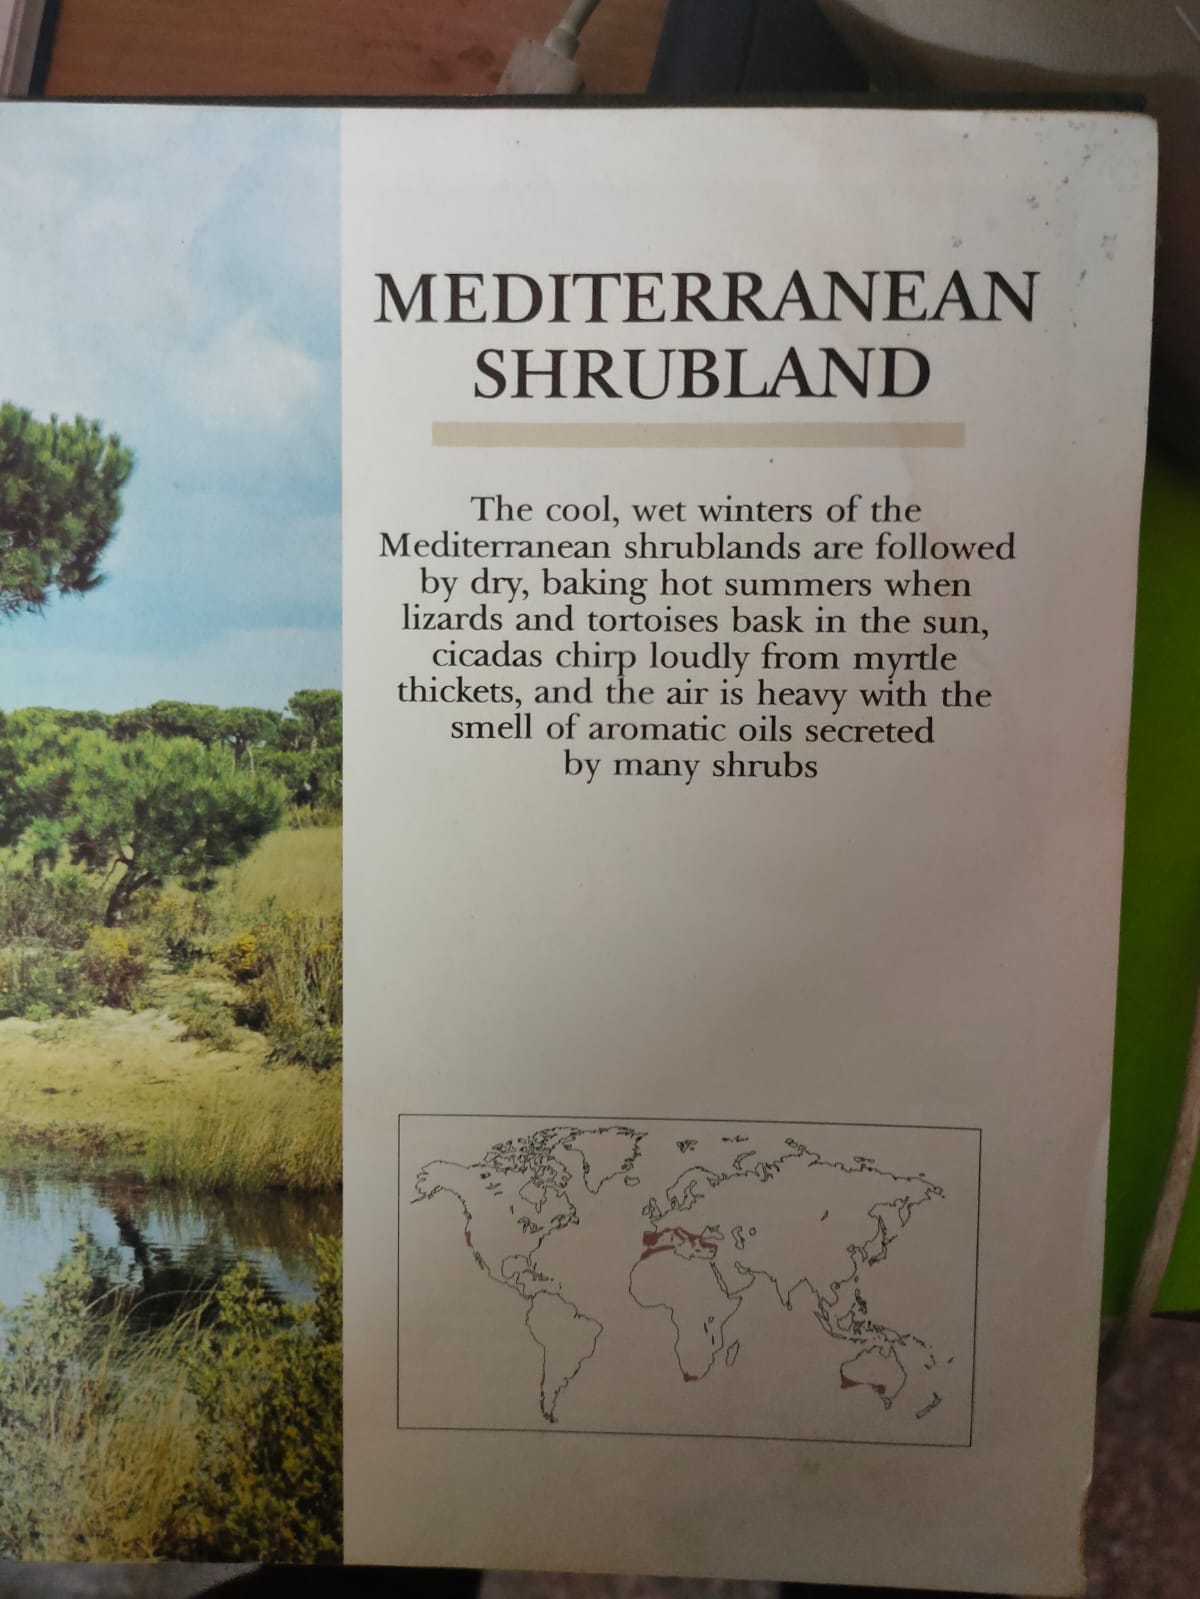 MEDITERRANEAN
SHRUBLAND
The cool, wet winters of the
Mediterranean shrublands are followed
by dry, baking hot summers when
lizards and tortoises bask in the sun,
cicadas chirp loudly from myrtle
thickets, and the air is heavy with the
smell of aromatic oils secreted
by many shrubs